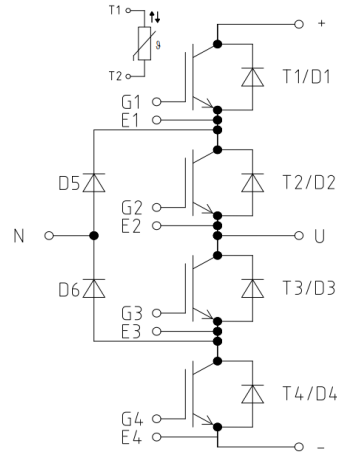 T1
ϑ
T2
+
G1
T1/D1
E1
D5
T2/D2
G2
E2
N
U
D6
T3/D3
G3
E3
T4/D4
G4
E4
-